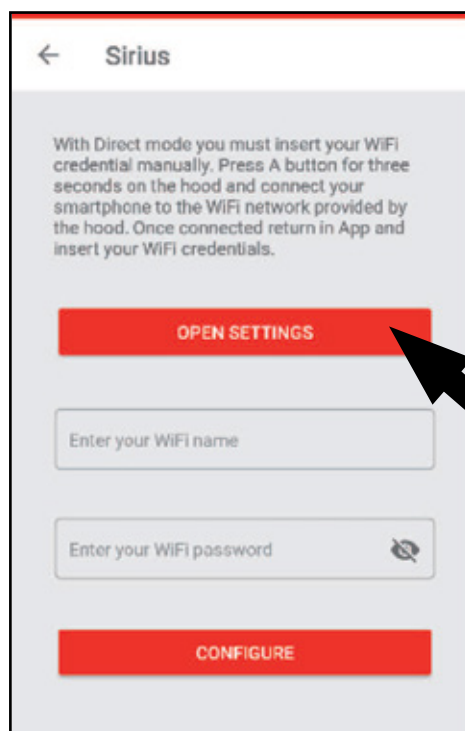 Sirius
With Direct mode you must insert your WiFi
credential manually. Press A button for three
seconds on the hood and connect your
smartphone to the WiFi network provided by
the hood. Once connected return in App and
insert your WiFi credentials.
OPEN SETTINGS
Enter your WiFi name
Enter your WiFi password
CONFIGURE